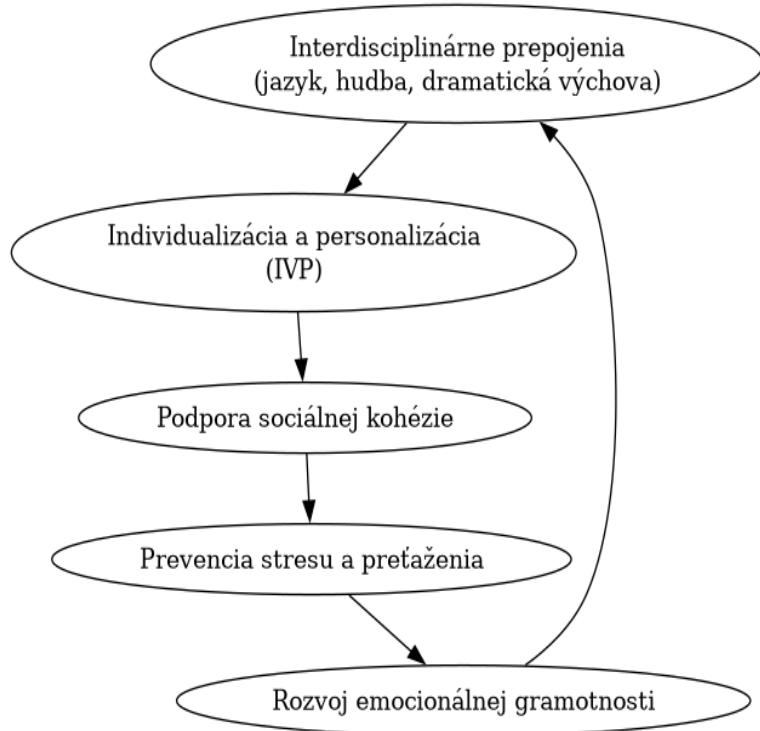 Interdisciplinárne prepojenia
(jazyk, hudba, dramatická výchova)
Individualizácia a personalizácia
(IVP)
Podpora sociálnej kohézie
Prevencia stresu a preťaženia
Rozvoj emocionálnej gramotnosti